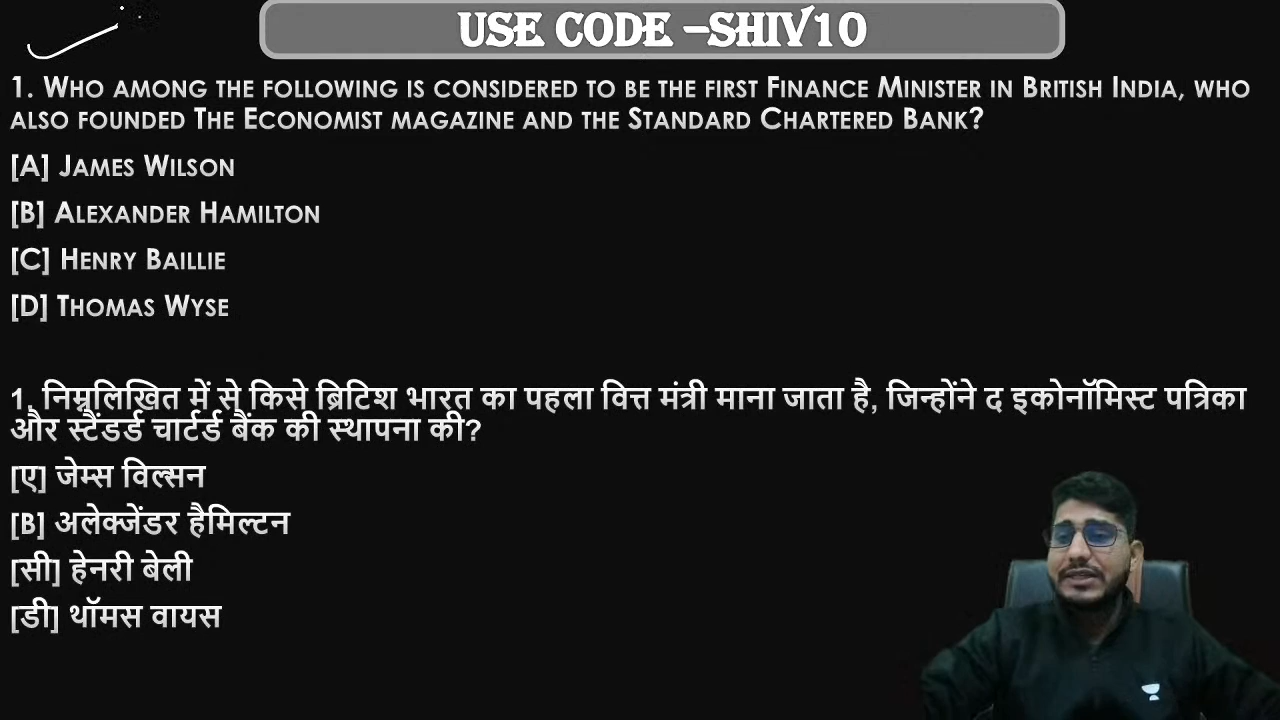 USE CODE –SHIV10
1. Who among the following is considered to be the first Finance Minister in British India, who
also founded The Economist magazine and the Standard Chartered Bank?
[A] James Wilson
[B] Alexander Hamilton
[C] Henry Baillie
[D] Thomas Wyse
1. निम्नलिखित में से किसे ब्रिटिश भारत का पहला वित्त मंत्री माना जाता है, जिन्होंने द इकोनॉमिस्ट पत्रिका
और स्टैंडर्ड चार्टर्ड बैंक की स्थापना की?
[ए] जेम्स विल्सन
[B] अलेक्जेंडर हैमिल्टन
[सी] हेनरी बेली
[डी] थॉमस वायस